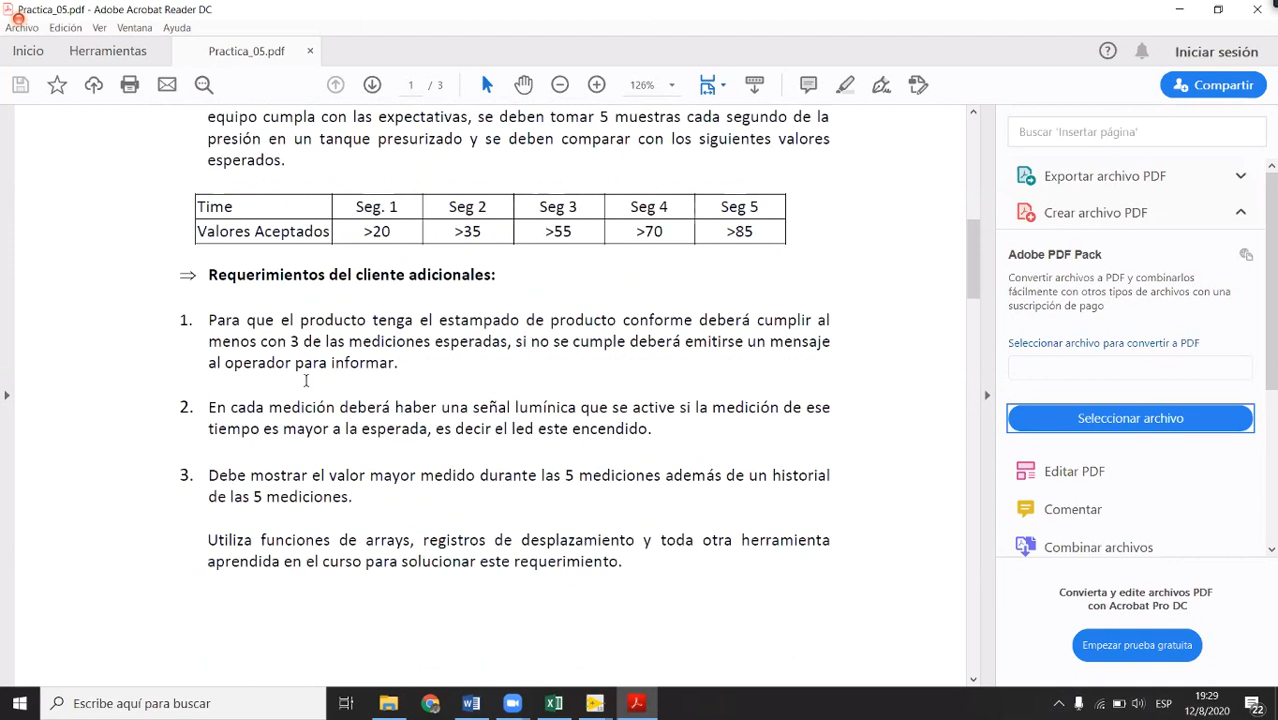 Practica_05.pdf - Adobe Acrobat Reader DC
Archivo Edición Ver Ventana Ayuda
Inicio Herramientas Practica_05.pdf × Iniciar sesión
1 / 3 126% Compartir
equipo cumpla con las expectativas, se deben tomar 5 muestras cada segundo de la
presión en un tanque presurizado y se deben comparar con los siguientes valores
esperados.
Time Seg. 1 Seg 2 Seg 3 Seg 4 Seg 5
Valores Aceptados >20 >35 >55 >70 >85
⇒ Requerimientos del cliente adicionales:
1. Para que el producto tenga el estampado de producto conforme deberá cumplir al
menos con 3 de las mediciones esperadas, si no se cumple deberá emitirse un mensaje
al operador para informar.
2. En cada medición deberá haber una señal lumínica que se active si la medición de ese
tiempo es mayor a la esperada, es decir el led este encendido.
3. Debe mostrar el valor mayor medido durante las 5 mediciones además de un historial
de las 5 mediciones.
Utiliza funciones de arrays, registros de desplazamiento y toda otra herramienta
aprendida en el curso para solucionar este requerimiento.
Buscar 'Insertar página'
Exportar archivo PDF
Crear archivo PDF
Adobe PDF Pack
Convertir archivos a PDF y combinarlos
fácilmente con otros tipos de archivos con una
suscripción de pago
Seleccionar archivo para convertir a PDF
Seleccionar archivo
Editar PDF
Comentar
Combinar archivos
Convierta y edite archivos PDF
con Acrobat Pro DC
Empezar prueba gratuita
Escribe aquí para buscar
ESP
19:29
12/8/2020
22